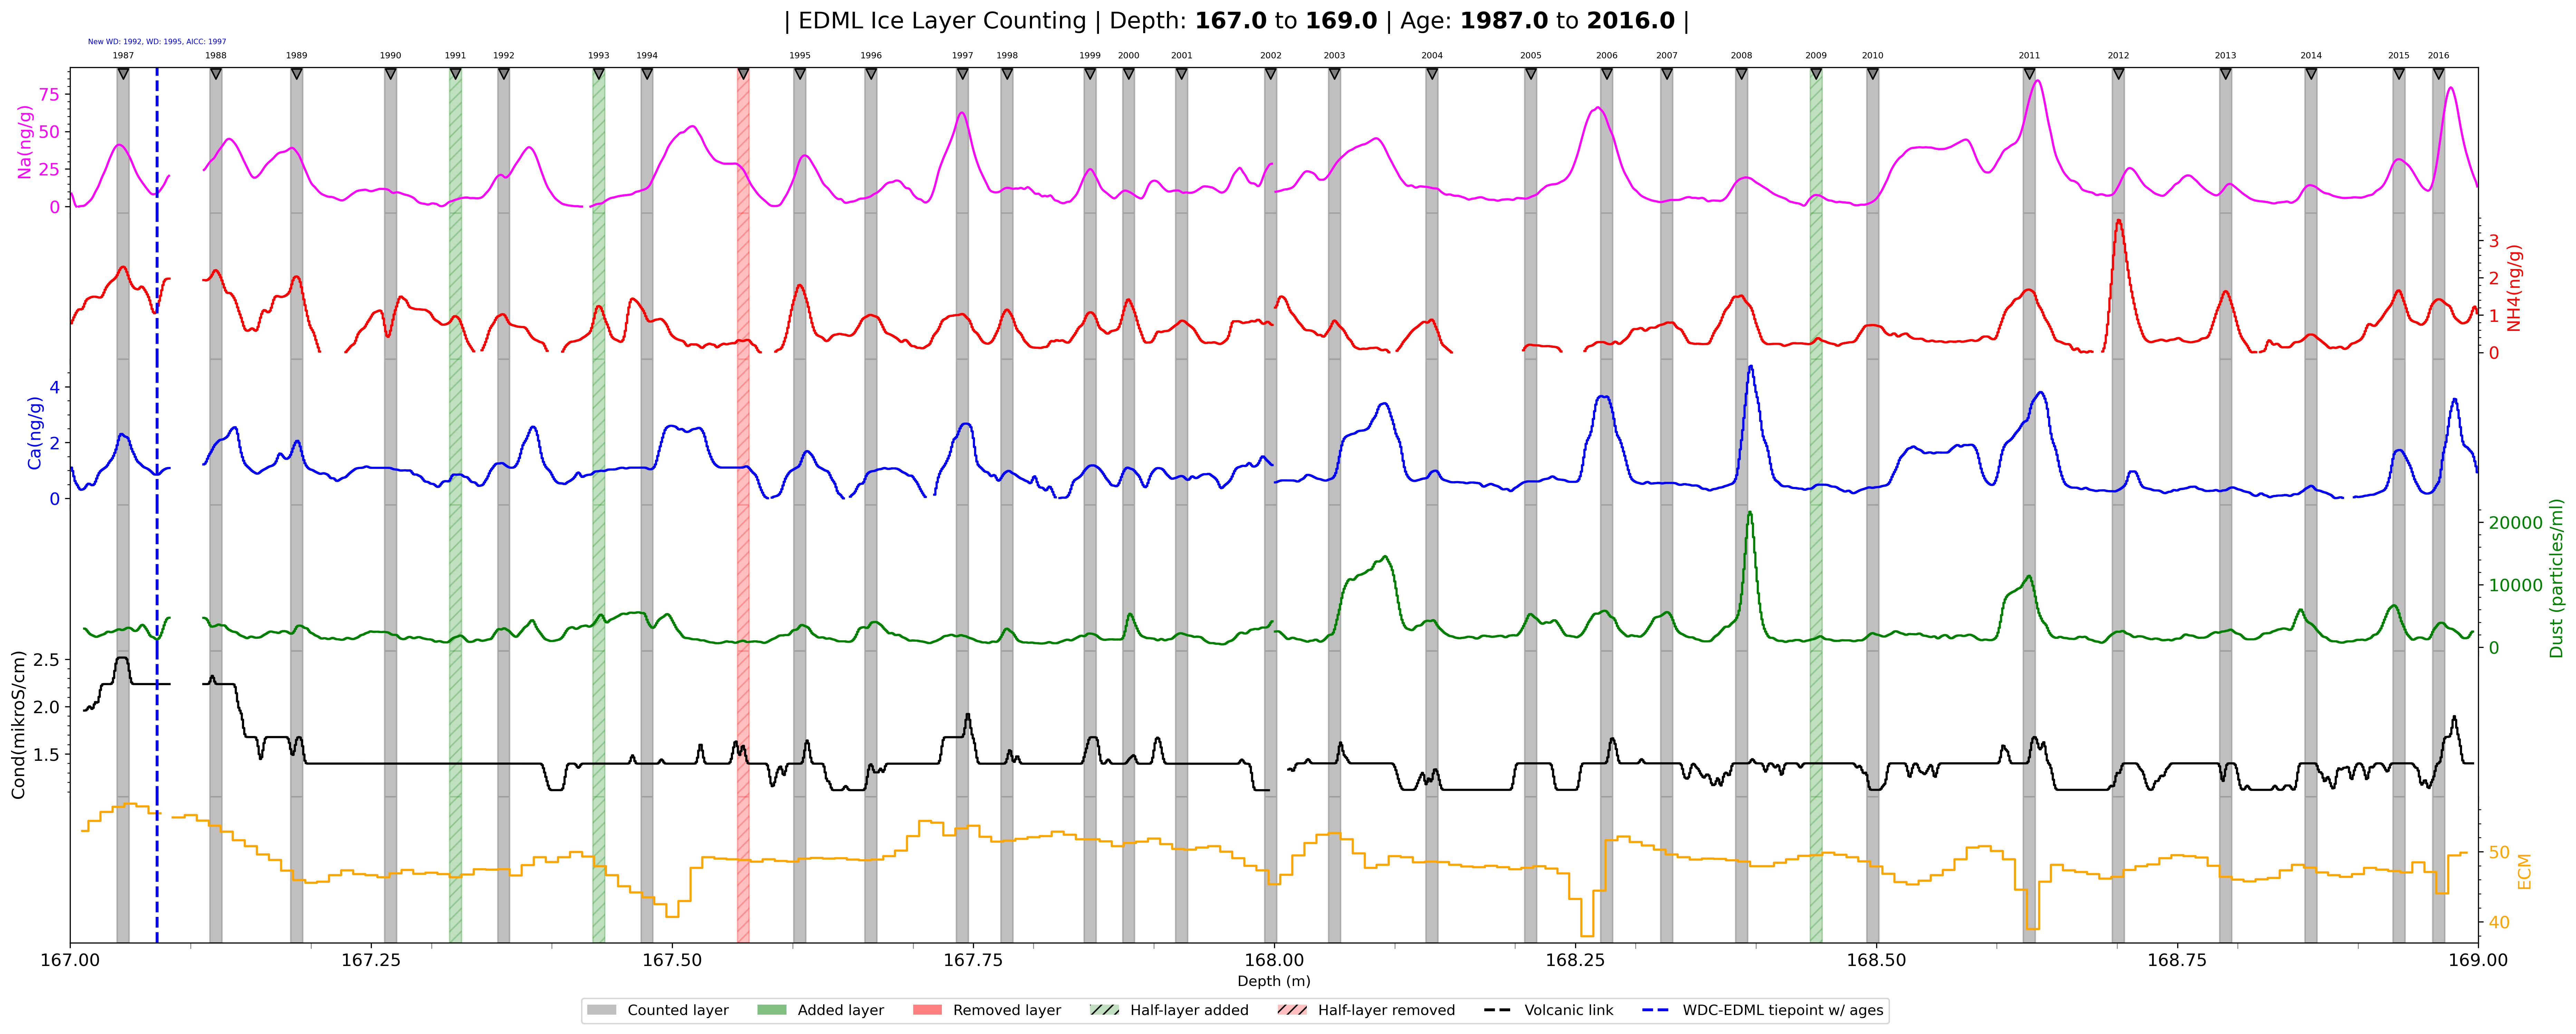 | EDML Ice Layer Counting | Depth: 167.0 to 169.0 | Age: 1987.0 to 2016.0 |
New WD: 1992, WD: 1995, AICC: 1997
1987 1988 1989 1990 1991 1992 1993 1994 1995 1996 1997 1998 1999 2000 2001 2002 2003 2004 2005 2006 2007 2008 2009 2010 2011 2012 2013 2014 2015 2016
Na(ng/g)
75
50
25
0
NH4(ng/g)
3
2
1
0
Ca(ng/g)
4
2
0
Dust (particles/ml)
20000
10000
0
Cond(mikroS/cm)
2.5
2.0
1.5
ECM
50
40
167.00 167.25 167.50 167.75 168.00 168.25 168.50 168.75 169.00
Depth (m)
Counted layer Added layer Removed layer Half-layer added Half-layer removed Volcanic link WDC-EDML tiepoint w/ ages